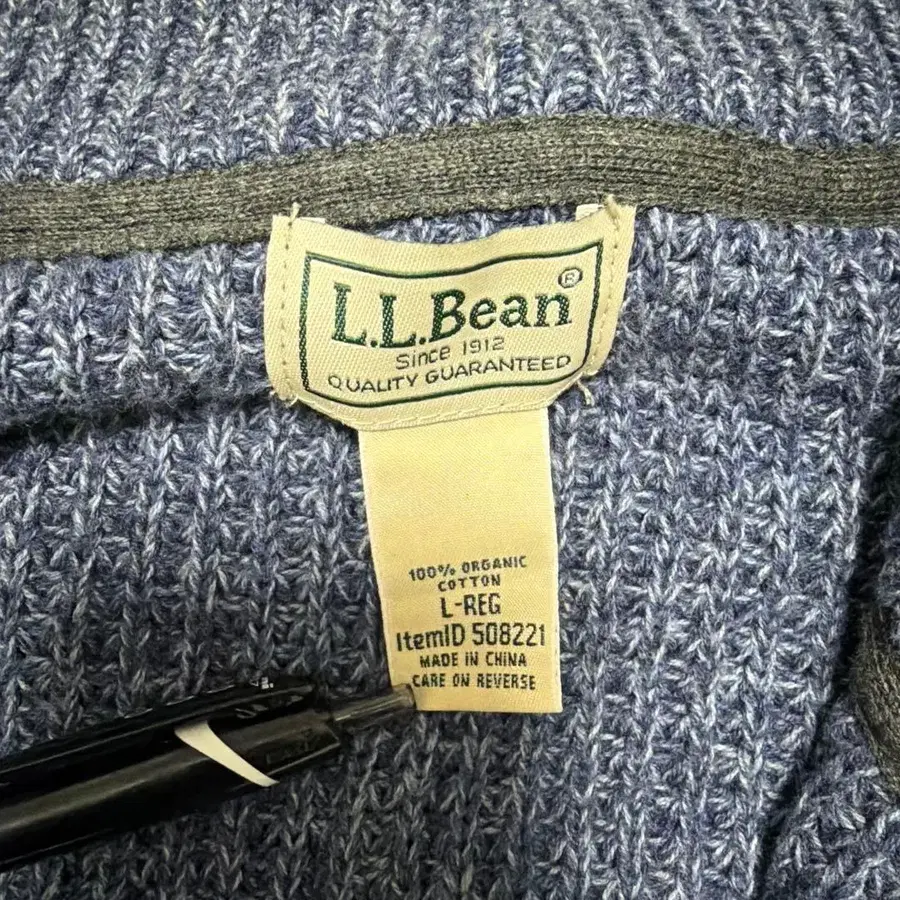 L.L.Bean®
Since 1912
QUALITY GUARANTEED
100% ORGANIC
COTTON
L-REG
ItemID 508221
MADE IN CHINA
CARE ON REVERSE